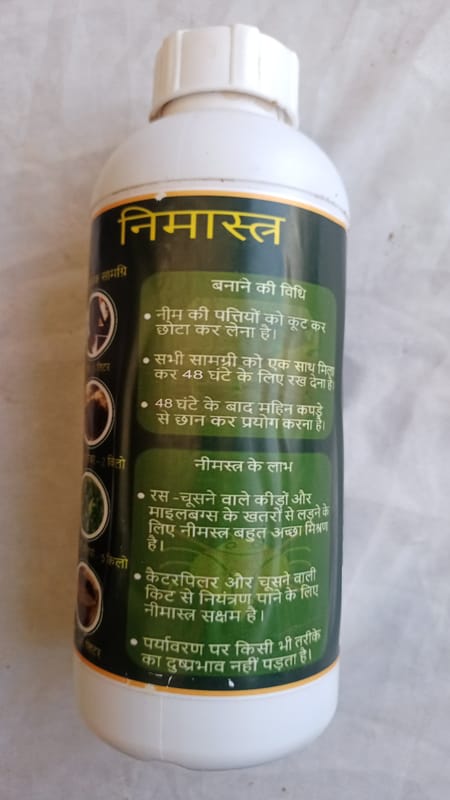 निमास्त्र
सामग्रि
बनाने की विधि
• नीम की पत्तियों को कूट कर
छोटा कर लेना है।
• सभी सामग्री को एक साथ मिला
कर 48 घंटे के लिए रख देना है।
• 48 घंटे के बाद महिन कपड़े
से छान कर प्रयोग करना है।
नीमस्त्र के लाभ
• रस -चूसने वाले कीड़ों और
माइलबग्स के खतरों से लड़ने के
लिए नीमस्त्र बहुत अच्छा मिश्रण
है।
• कैटरपिलर और चूसने वाली
किट से नियंत्रण पाने के लिए
नीमास्त्र सक्षम है।
• पर्यावरण पर किसी भी तरीके
का दुष्प्रभाव नहीं पड़ता है।
किलो